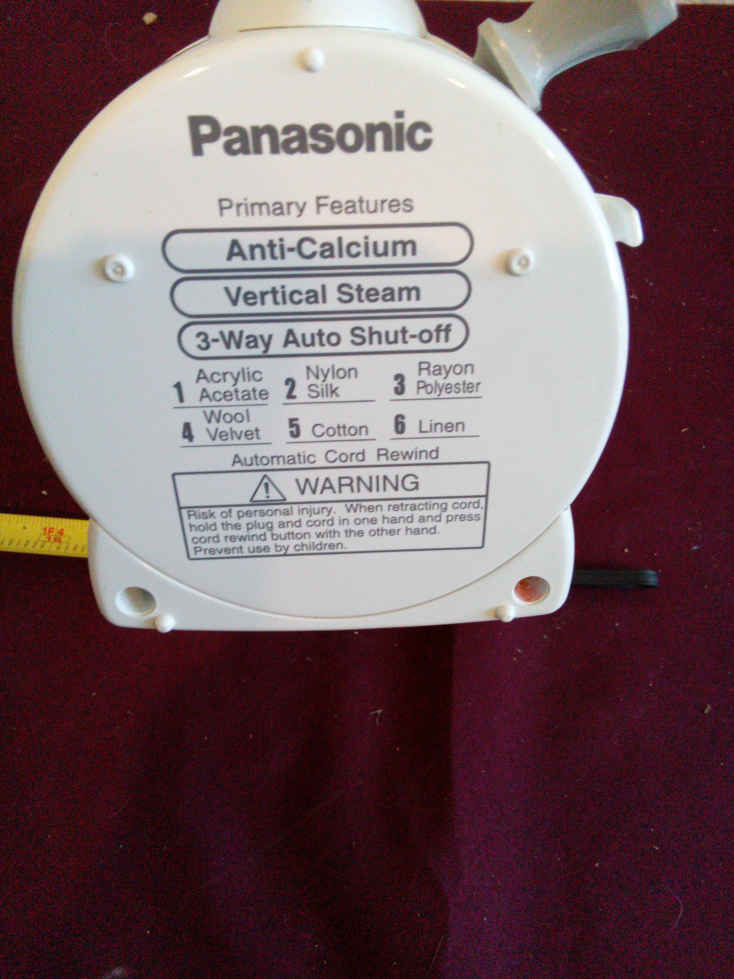 Panasonic
Primary Features
Anti-Calcium
Vertical Steam
3-Way Auto Shut-off
1 Acrylic Acetate 2 Nylon Silk 3 Rayon Polyester
4 Wool Velvet 5 Cotton 6 Linen
Automatic Cord Rewind
WARNING
Risk of personal injury. When retracting cord,
hold the plug and cord in one hand and press
cord rewind button with the other hand.
Prevent use by children.